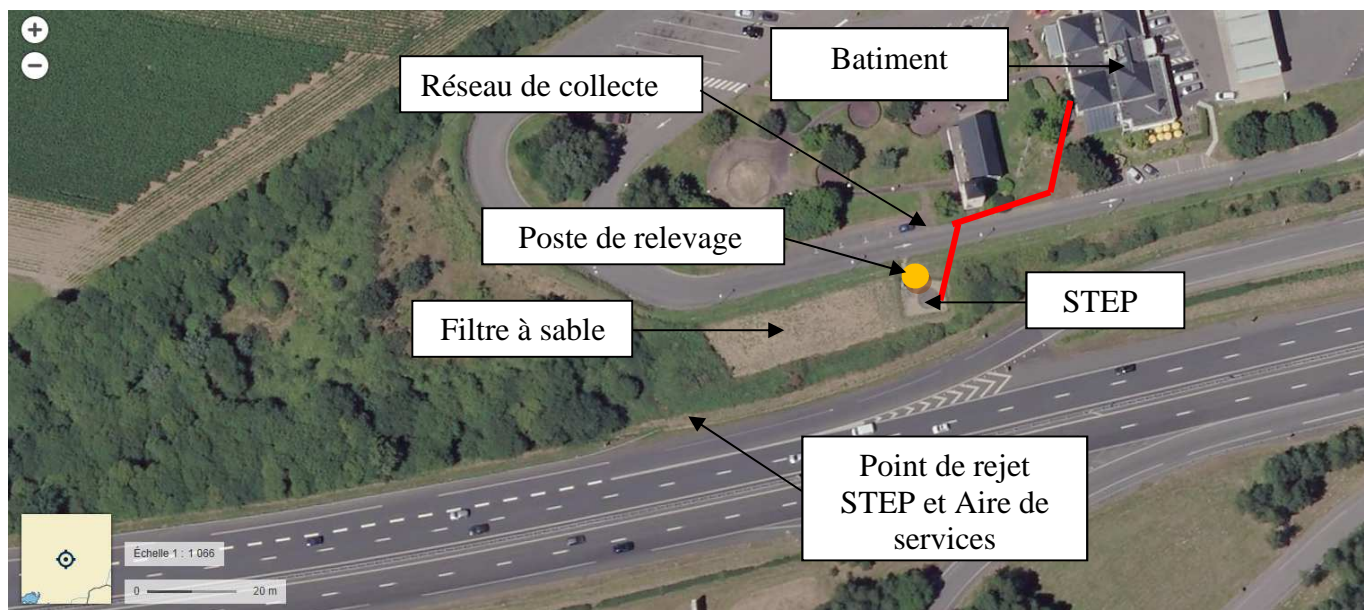 +
−
Batiment
Réseau de collecte
Poste de relevage
STEP
Filtre à sable
Point de rejet
STEP et Aire de
services
Échelle 1 : 1 066
0 20 m